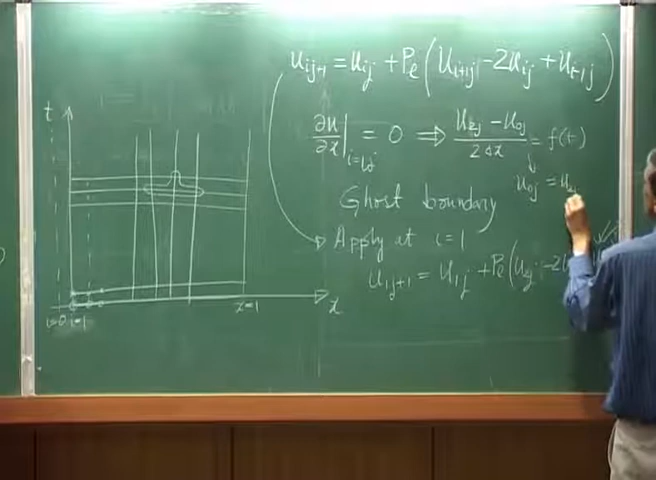 u_{ij+1} = u_{ij} + P_e ( u_{i+1j} - 2u_{ij} + u_{i-1j} )
∂u/∂x |_{i=1,j} = 0 ⇒ (u_{2j} - u_{0j}) / 2Δx = f(t)
u_{0j} = u_{2j}
Ghost boundary
Apply at i=1
u_{1j+1} = u_{1j} + P_e ( u_{2j} - 2u
t
i=0 i=1
x=1
x